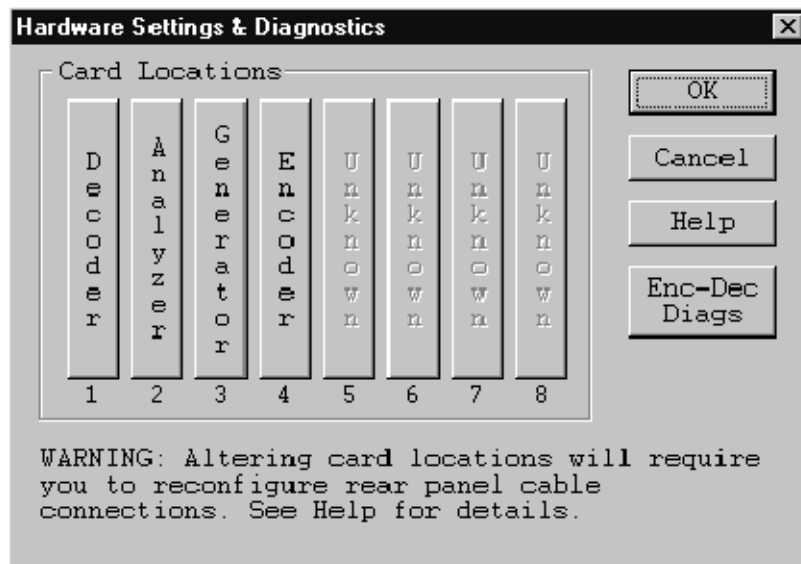 Hardware Settings & Diagnostics
Card Locations
Decoder
Analyzer
Generator
Encoder
Unknown
Unknown
Unknown
Unknown
1 2 3 4 5 6 7 8
OK
Cancel
Help
Enc-Dec
Diags
WARNING: Altering card locations will require
you to reconfigure rear panel cable
connections. See Help for details.